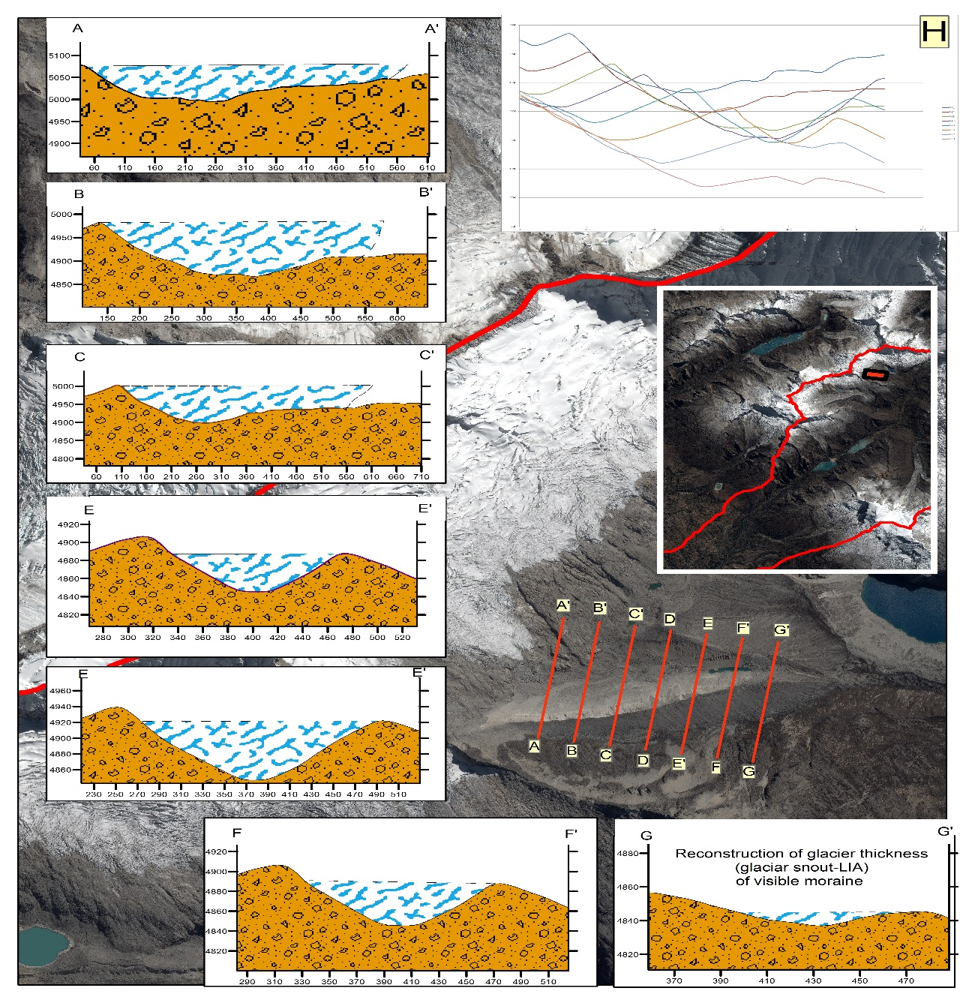 A A'
5100
5050
5000
4950
4900
60 110 160 210 260 310 360 410 460 510 560 610
B B'
5000
4950
4900
4850
150 200 250 300 350 400 450 500 550 600
C C'
5000
4950
4900
4850
4800
60 110 160 210 260 310 360 410 460 510 560 610 660 710
E E'
4920
4900
4880
4860
4840
4820
280 300 320 340 360 380 400 420 440 460 480 500 520
E E'
4960
4940
4920
4900
4880
4860
230 250 270 290 310 330 350 370 390 410 430 450 470 490 510
F F'
4920
4900
4880
4860
4840
4820
290 310 330 350 370 390 410 430 450 470 490 510
G G'
Reconstruction of glacier thickness
(glaciar snout-LIA)
of visible moraine
4880
4860
4840
4820
370 390 410 430 450 470
H
A' B' C' D E F' G'
A B C D E' F G